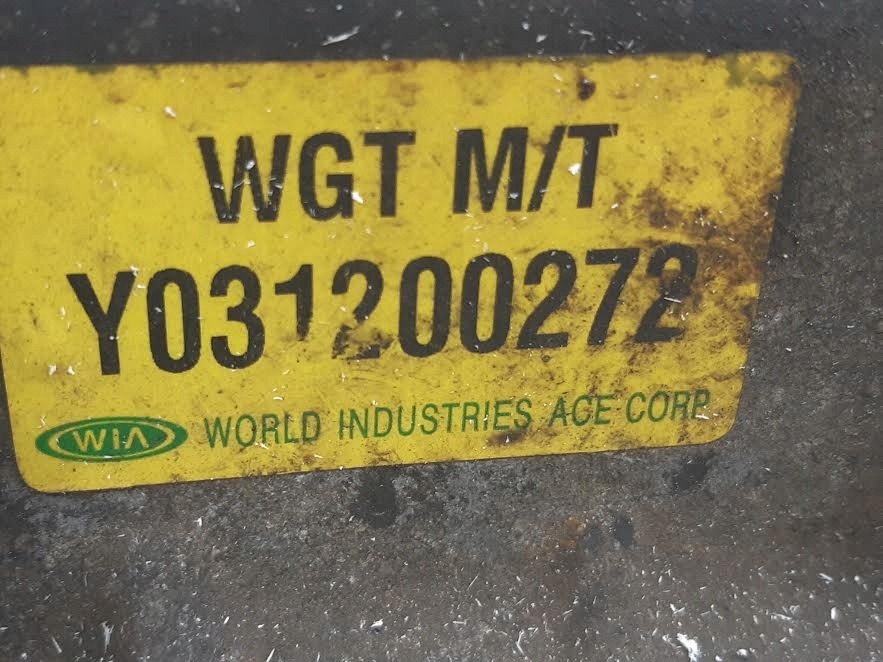 WGT M/T
Y031200272
WIA WORLD INDUSTRIES ACE CORP